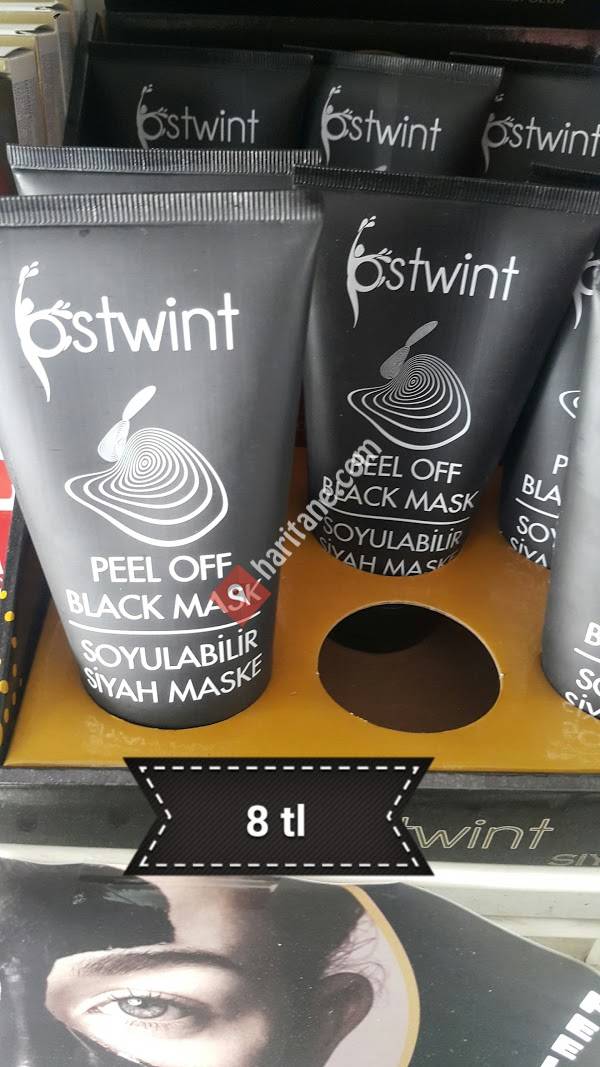 Ostwint
Ostwint
Ostwint
Ostwint
PEEL OFF
BLACK MASK
SOYULABİLİR
SİYAH MASKE
Ostwint
PEEL OFF
BLACK MASK
SOYULABİLİR
SİYAH MASKE
haritane.com
8 tl
twint